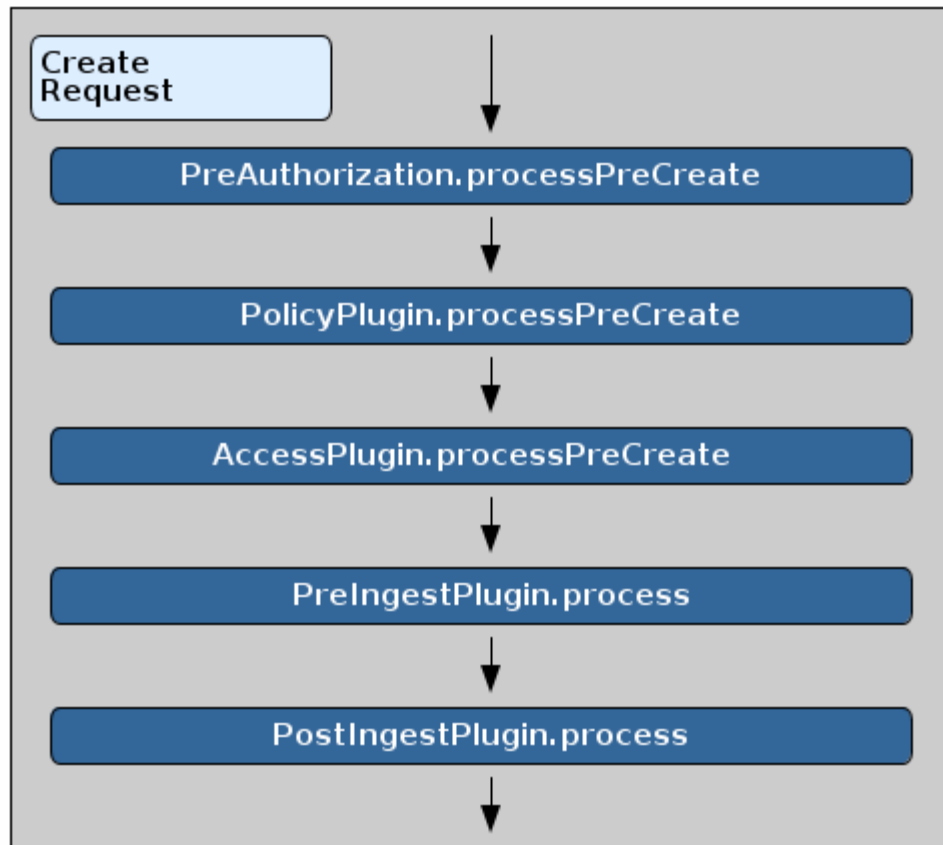 Create
Request
PreAuthorization.processPreCreate
PolicyPlugin.processPreCreate
AccessPlugin.processPreCreate
PreIngestPlugin.process
PostIngestPlugin.process